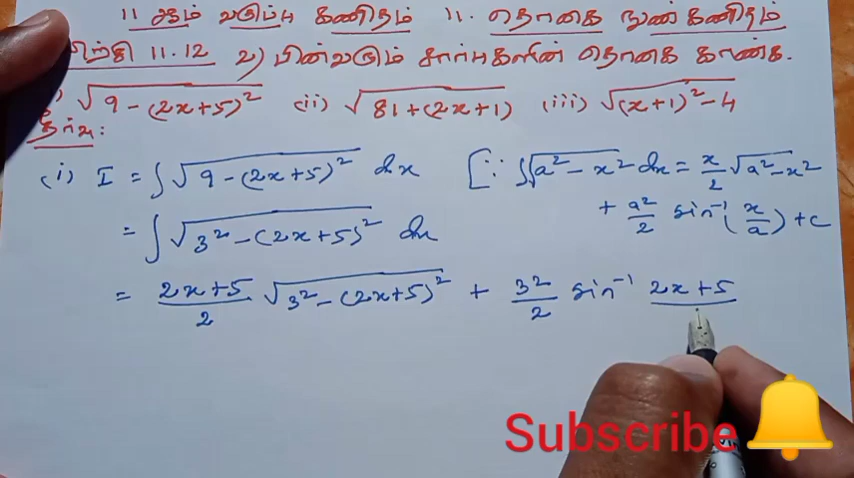 11 ஆம் வகுப்பு கணிதம் 11. தொகை நுண்கணிதம்
பயிற்சி 11.12 2) பின்வரும் சார்புகளின் தொகை காண்க.
√9-(2x+5)² (ii) √81+(2x+1) (iii) √(x+1)²-4
தீர்வு:
(i) I = ∫√9-(2x+5)² dx [∵ ∫√a²-x² dx = x/2 √a²-x²
+ a²/2 sin⁻¹(x/a)+c
= ∫√3²-(2x+5)² dx
= 2x+5/2 √3²-(2x+5)² + 3²/2 sin⁻¹ 2x+5
Subscribe